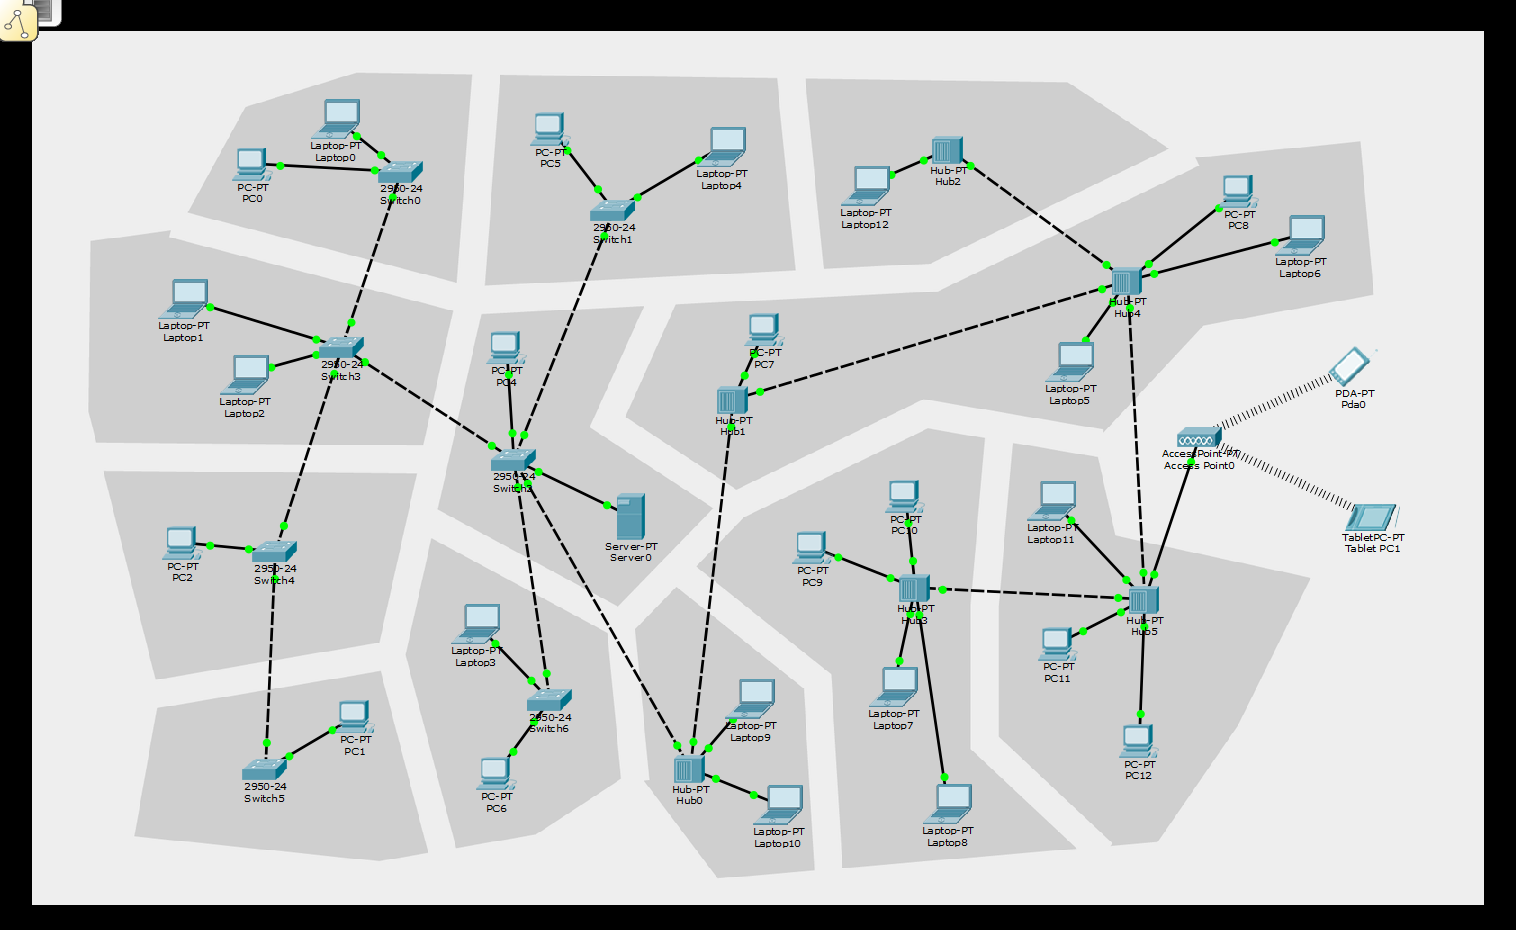 Laptop-PT
Laptop0
PC-PT
PC0
2950-24
Switch0
PC-PT
PC5
Laptop-PT
Laptop4
2950-24
Switch1
Hub-PT
Hub2
Laptop-PT
Laptop12
PC-PT
PC8
Laptop-PT
Laptop6
Hub-PT
Hub4
Laptop-PT
Laptop5
Laptop-PT
Laptop1
2950-24
Switch3
Laptop-PT
Laptop2
PC-PT
PC4
PC-PT
PC7
Hub-PT
Hub1
PDA-PT
Pda0
AccessPoint-PT
Access Point0
2950-24
Switch2
Server-PT
Server0
TabletPC-PT
Tablet PC1
PC-PT
PC2
2950-24
Switch4
PC-PT
PC10
PC-PT
PC9
Hub-PT
Hub3
Laptop-PT
Laptop11
Hub-PT
Hub5
PC-PT
PC11
Laptop-PT
Laptop3
2950-24
Switch6
PC-PT
PC6
Laptop-PT
Laptop7
Laptop-PT
Laptop9
PC-PT
PC1
2950-24
Switch5
Hub-PT
Hub0
Laptop-PT
Laptop10
Laptop-PT
Laptop8
PC-PT
PC12